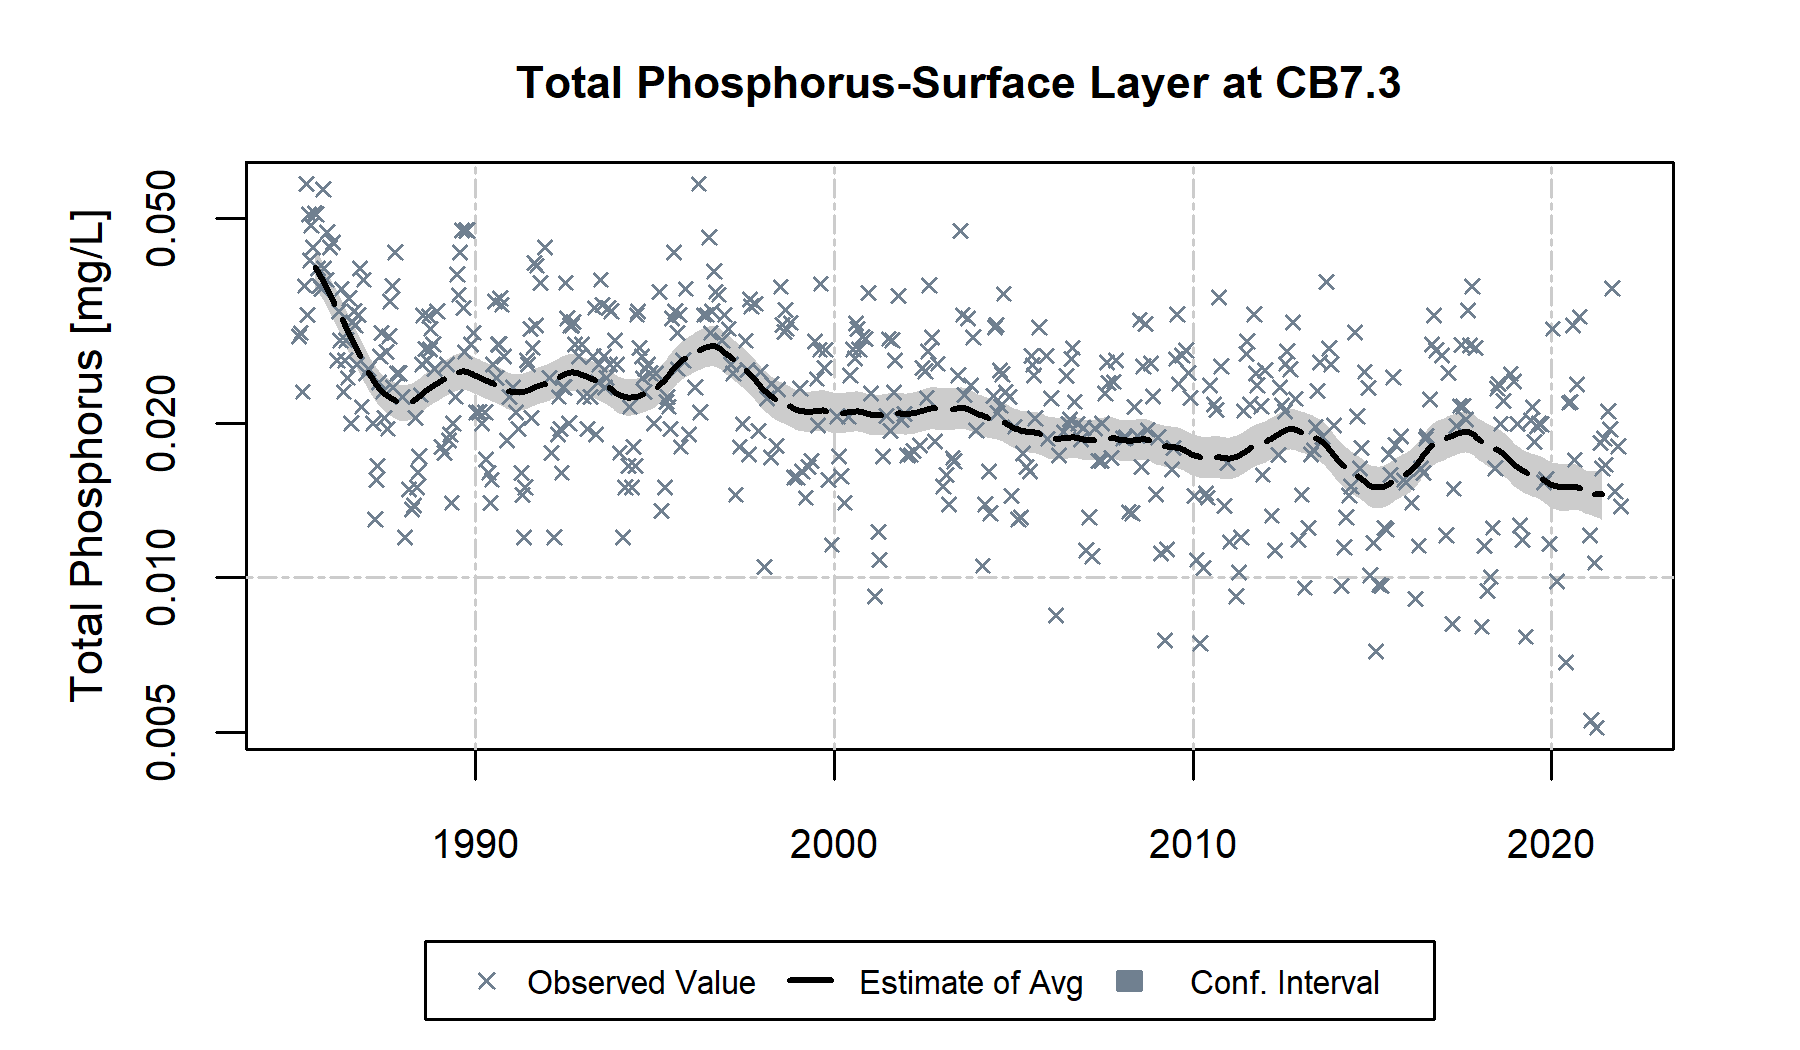 Total Phosphorus-Surface Layer at CB7.3
Total Phosphorus [mg/L]
0.050
0.020
0.010
0.005
1990 2000 2010 2020
Observed Value Estimate of Avg Conf. Interval